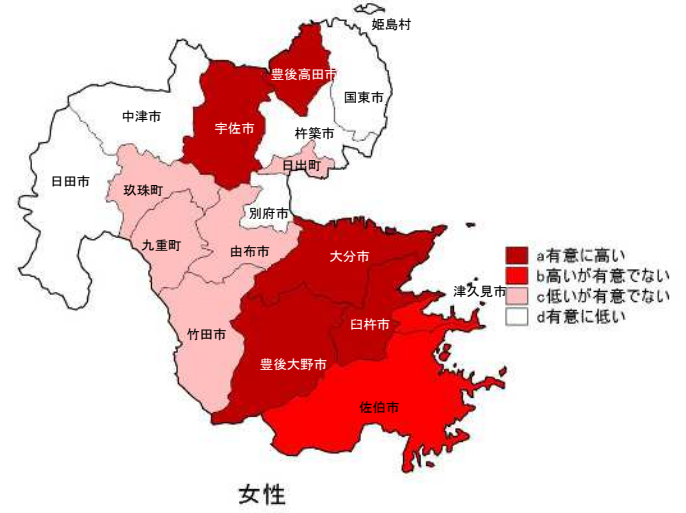 姫島村
豊後高田市
国東市
中津市
宇佐市
杵築市
日出町
日田市
玖珠町
別府市
九重町
由布市
大分市
a有意に高い
b高いが有意でない
c低いが有意でない
d有意に低い
津久見市
臼杵市
竹田市
豊後大野市
佐伯市
女性